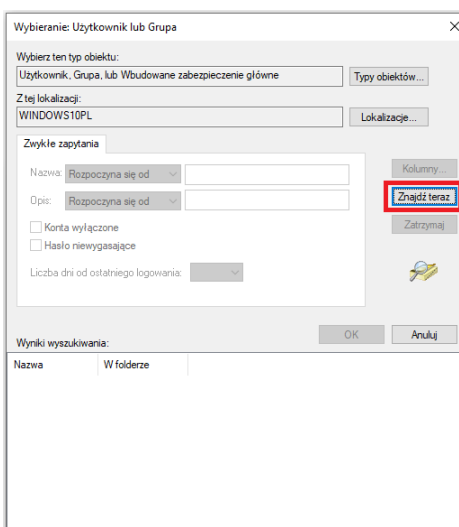 Wybieranie: Użytkownik lub Grupa
Wybierz ten typ obiektu:
Użytkownik, Grupa, lub Wbudowane zabezpieczenie główne
Typy obiektów...
Z tej lokalizacji:
WINDOWS10PL
Lokalizacje...
Zwykłe zapytania
Nazwa: Rozpoczyna się od
Kolumny...
Opis: Rozpoczyna się od
Znajdź teraz
Konta wyłączone
Zatrzymaj
Hasło niewygasające
Liczba dni od ostatniego logowania:
OK Anuluj
Wyniki wyszukiwania:
Nazwa W folderze